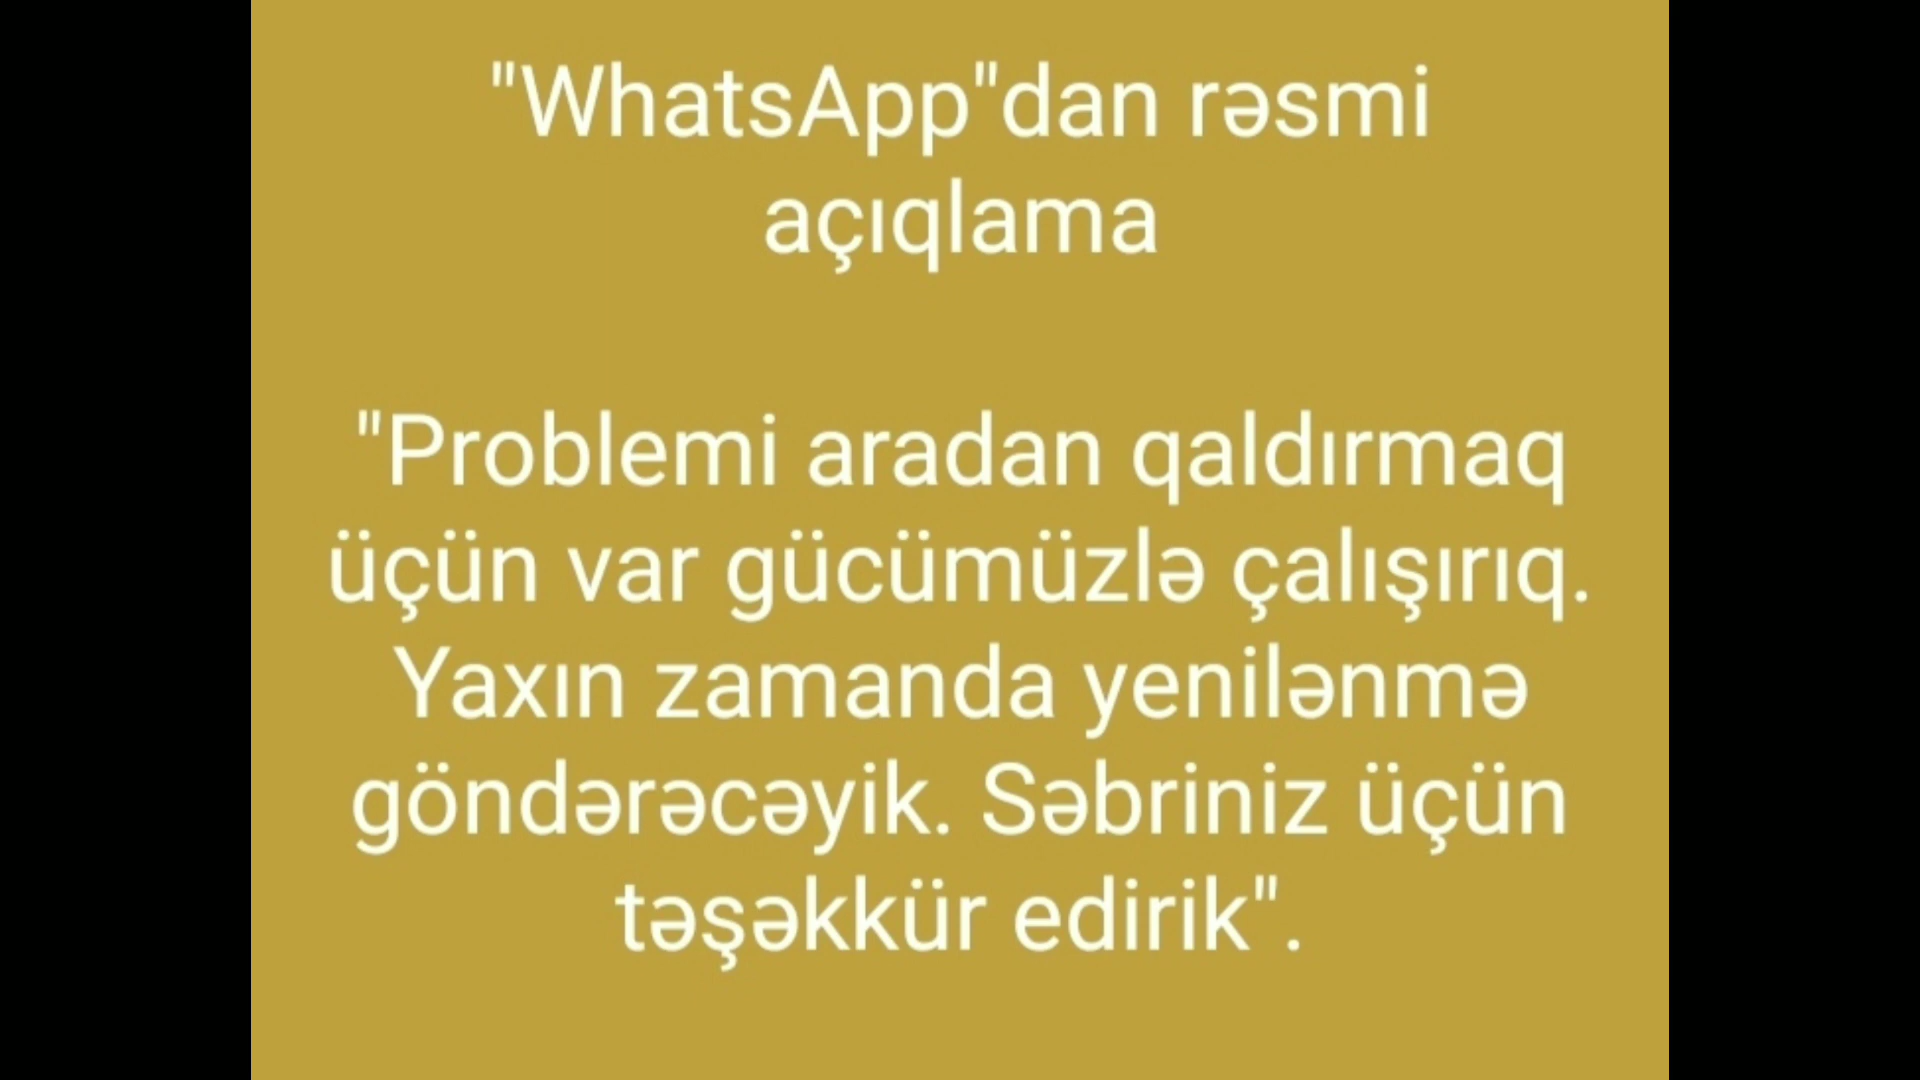 "WhatsApp"dan rəsmi
açıqlama
"Problemi aradan qaldırmaq
üçün var gücümüzlə çalışırıq.
Yaxın zamanda yenilənmə
göndərəcəyik. Səbriniz üçün
təşəkkür edirik".